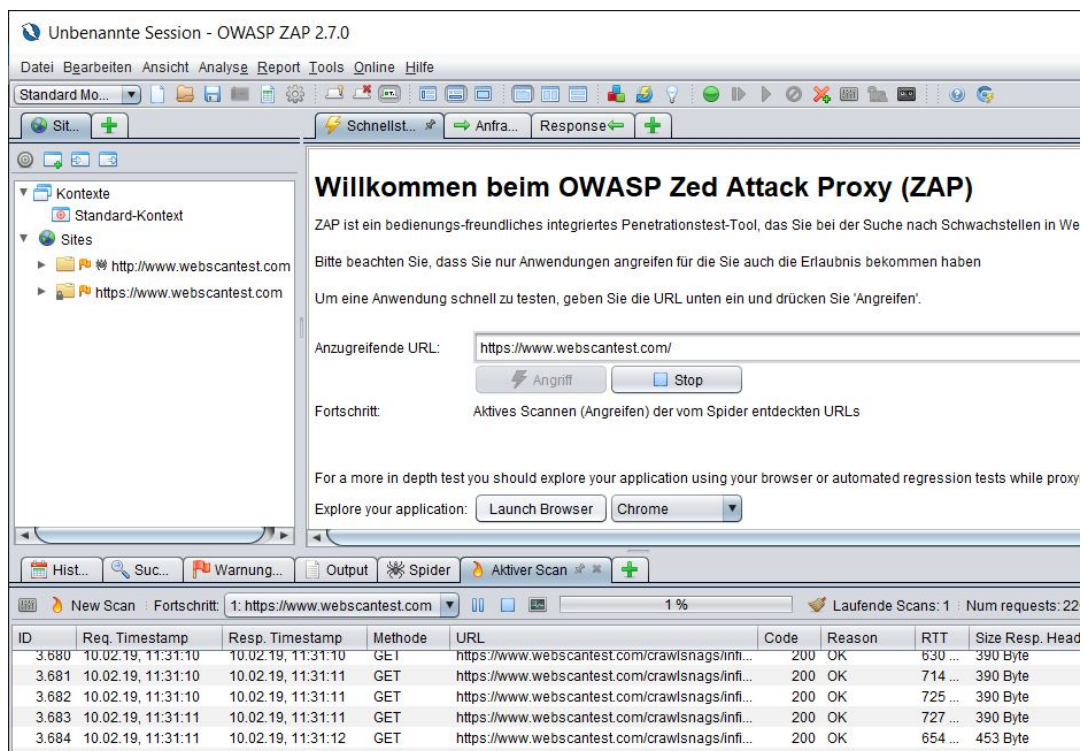 Unbenannte Session - OWASP ZAP 2.7.0
Datei Bearbeiten Ansicht Analyse Report Tools Online Hilfe
Standard Mo...
Sit...
Schnellst... Anfra... Response
Kontexte
Standard-Kontext
Sites
http://www.webscantest.com
https://www.webscantest.com
Willkommen beim OWASP Zed Attack Proxy (ZAP)
ZAP ist ein bedienungs-freundliches integriertes Penetrationstest-Tool, das Sie bei der Suche nach Schwachstellen in We
Bitte beachten Sie, dass Sie nur Anwendungen angreifen für die Sie auch die Erlaubnis bekommen haben
Um eine Anwendung schnell zu testen, geben Sie die URL unten ein und drücken Sie 'Angreifen'.
Anzugreifende URL: https://www.webscantest.com/
Angriff Stop
Fortschritt: Aktives Scannen (Angreifen) der vom Spider entdeckten URLs
For a more in depth test you should explore your application using your browser or automated regression tests while proxy
Explore your application: Launch Browser Chrome
Hist... Suc... Warnung... Output Spider Aktiver Scan
New Scan Fortschritt: 1: https://www.webscantest.com 1 % Laufende Scans: 1 Num requests: 22
ID Req. Timestamp Resp. Timestamp Methode URL Code Reason RTT Size Resp. Head
3.680 10.02.19, 11:31:10 10.02.19, 11:31:10 GET https://www.webscantest.com/crawlsnags/infi... 200 OK 630 ... 390 Byte
3.681 10.02.19, 11:31:10 10.02.19, 11:31:11 GET https://www.webscantest.com/crawlsnags/infi... 200 OK 714 ... 390 Byte
3.682 10.02.19, 11:31:10 10.02.19, 11:31:11 GET https://www.webscantest.com/crawlsnags/infi... 200 OK 725 ... 390 Byte
3.683 10.02.19, 11:31:11 10.02.19, 11:31:11 GET https://www.webscantest.com/crawlsnags/infi... 200 OK 727 ... 390 Byte
3.684 10.02.19, 11:31:11 10.02.19, 11:31:12 GET https://www.webscantest.com/crawlsnags/infi... 200 OK 654 ... 453 Byte